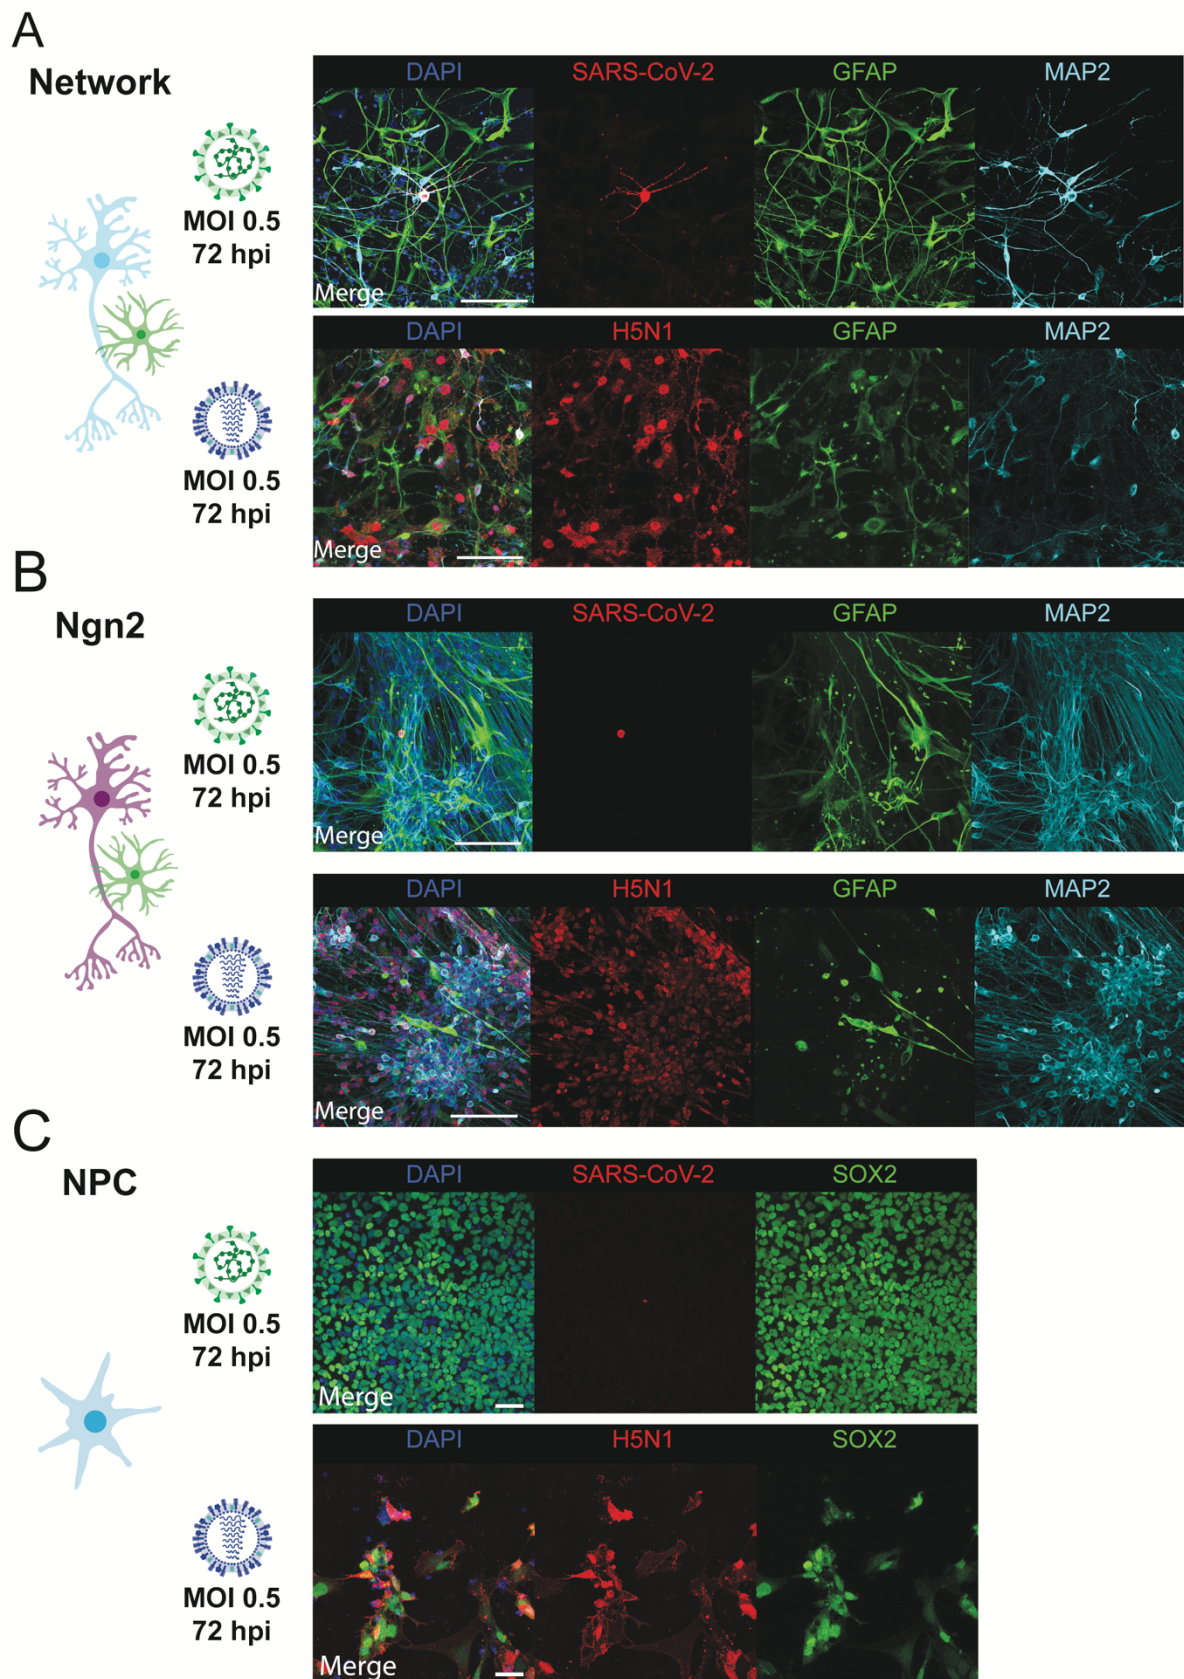 A
Network
DAPI SARS-CoV-2 GFAP MAP2
MOI 0.5
72 hpi
Merge
DAPI H5N1 GFAP MAP2
MOI 0.5
72 hpi
Merge
B
Ngn2
DAPI SARS-CoV-2 GFAP MAP2
MOI 0.5
72 hpi
Merge
DAPI H5N1 GFAP MAP2
MOI 0.5
72 hpi
Merge
C
NPC
DAPI SARS-CoV-2 SOX2
MOI 0.5
72 hpi
Merge
DAPI H5N1 SOX2
MOI 0.5
72 hpi
Merge